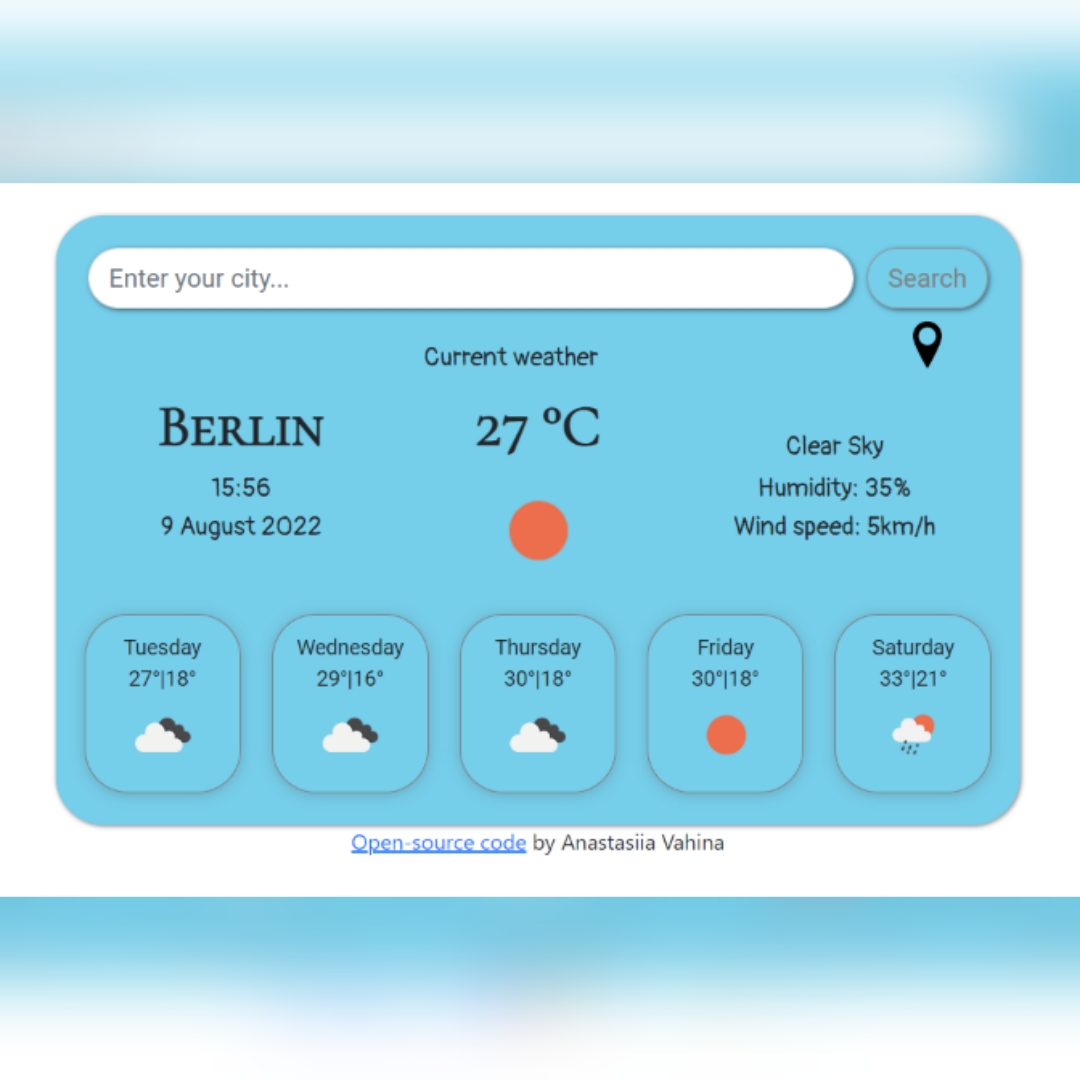 Enter your city...
Search
Current weather
BERLIN
27 °C
15:56
9 August 2022
Clear Sky
Humidity: 35%
Wind speed: 5km/h
Tuesday
27°|18°
Wednesday
29°|16°
Thursday
30°|18°
Friday
30°|18°
Saturday
33°|21°
Open-source code by Anastasiia Vahina